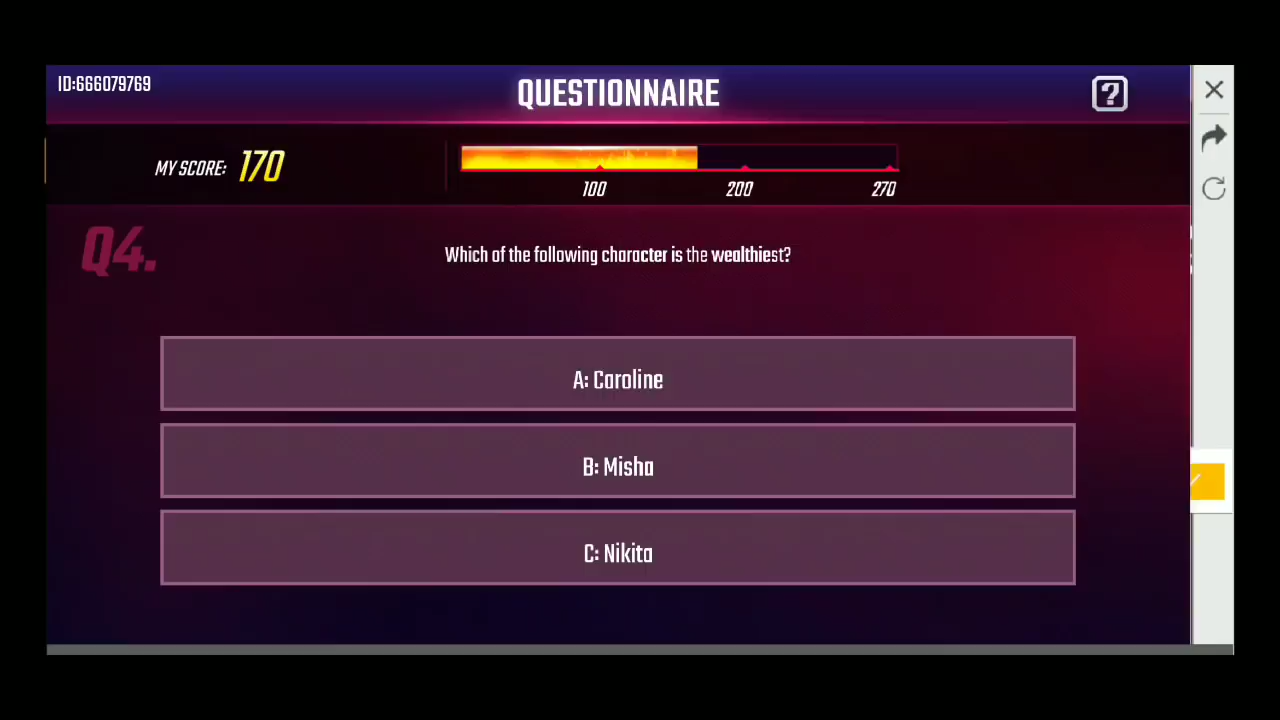 ID:666079769
QUESTIONNAIRE
?
MY SCORE: 170
100 200 270
Q4.
Which of the following character is the wealthiest?
A: Caroline
B: Misha
C: Nikita